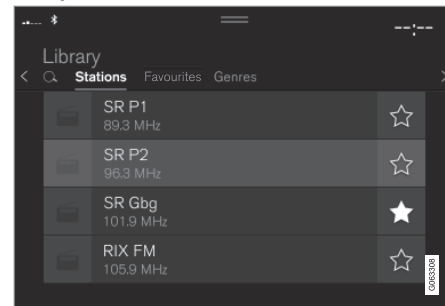 --:--
Library
Stations Favourites Genres
SR P1
89.3 MHz
SR P2
96.3 MHz
SR Gbg
101.9 MHz
RIX FM
105.9 MHz
G063308